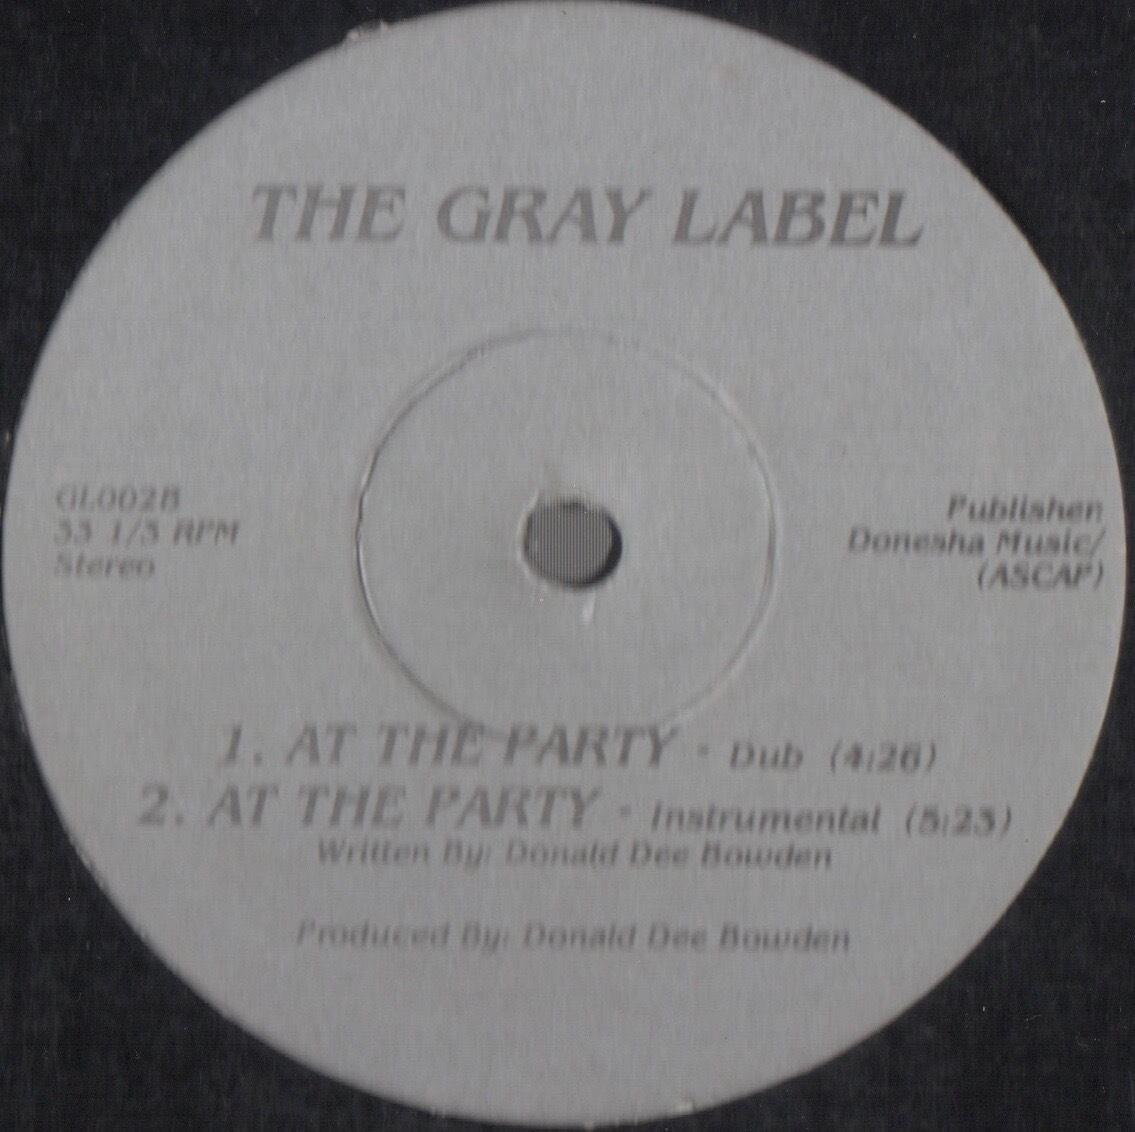 THE GRAY LABEL
GL002B
33 1/3 RPM
Stereo
Publisher:
Donesha Music/
(ASCAP)
1. AT THE PARTY - Dub (4:26)
2. AT THE PARTY - Instrumental (5:23)
Written By: Donald Dee Bowden
Produced By: Donald Dee Bowden